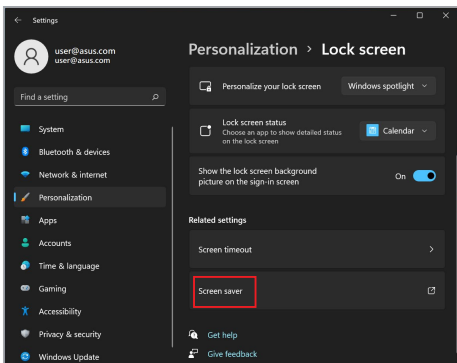 Settings
user@asus.com
user@asus.com
Find a setting
System
Bluetooth & devices
Network & internet
Personalization
Apps
Accounts
Time & language
Gaming
Accessibility
Privacy & security
Windows Update
Personalization > Lock screen
Personalize your lock screen
Windows spotlight
Lock screen status
Choose an app to show detailed status
on the lock screen
Calendar
Show the lock screen background
picture on the sign-in screen
On
Related settings
Screen timeout
Screen saver
Get help
Give feedback